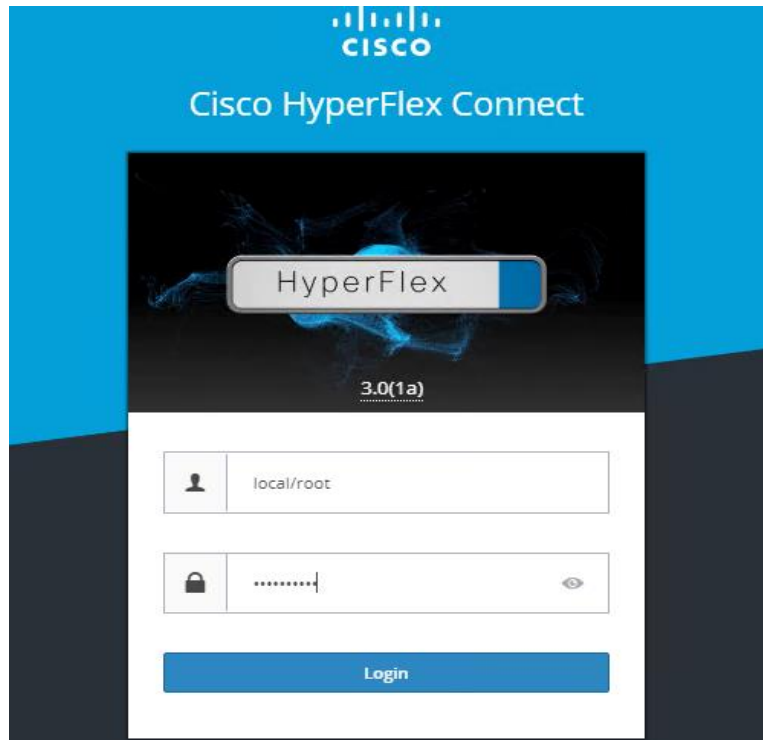 CISCO
Cisco HyperFlex Connect
HyperFlex
3.0(1a)
local/root
••••••••••
Login